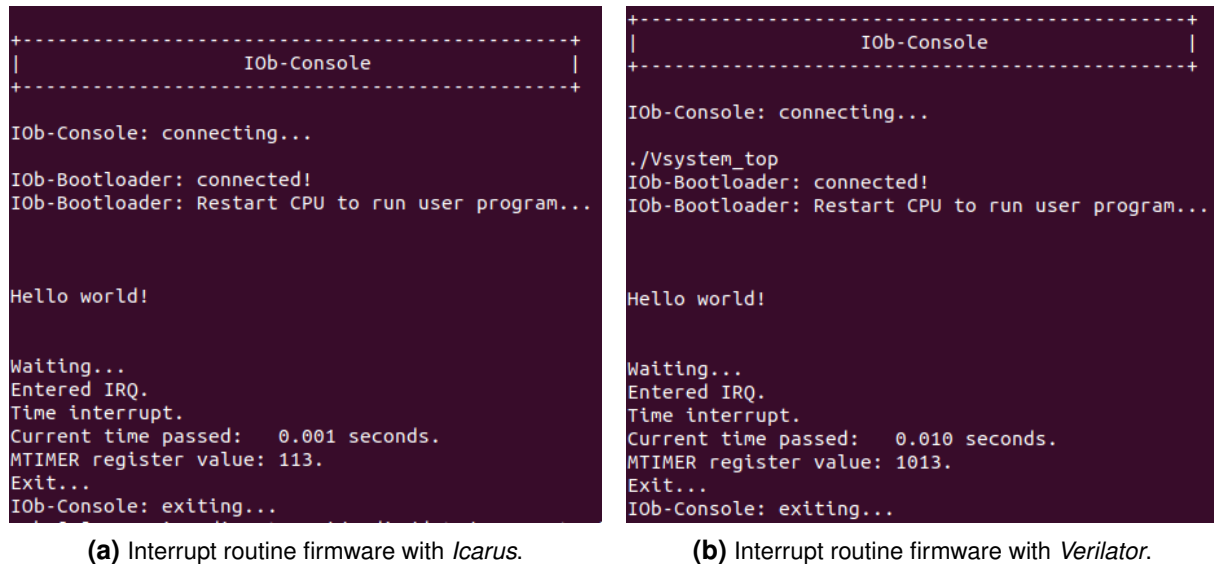 +-----------------------------------------------+
|                   IOb-Console                 |
+-----------------------------------------------+
IOb-Console: connecting...
IOb-Bootloader: connected!
IOb-Bootloader: Restart CPU to run user program...
Hello world!
Waiting...
Entered IRQ.
Time interrupt.
Current time passed:   0.001 seconds.
MTIMER register value: 113.
Exit...
IOb-Console: exiting...
(a) Interrupt routine firmware with Icarus.
+-----------------------------------------------+
|                   IOb-Console                 |
+-----------------------------------------------+
IOb-Console: connecting...
./Vsystem_top
IOb-Bootloader: connected!
IOb-Bootloader: Restart CPU to run user program...
Hello world!
Waiting...
Entered IRQ.
Time interrupt.
Current time passed:   0.010 seconds.
MTIMER register value: 1013.
Exit...
IOb-Console: exiting...
(b) Interrupt routine firmware with Verilator.